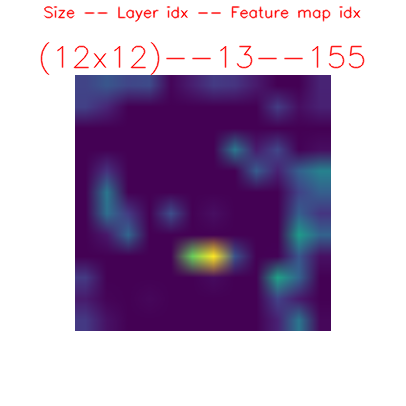 Size -- Layer idx -- Feature map idx
(12x12)--13--155